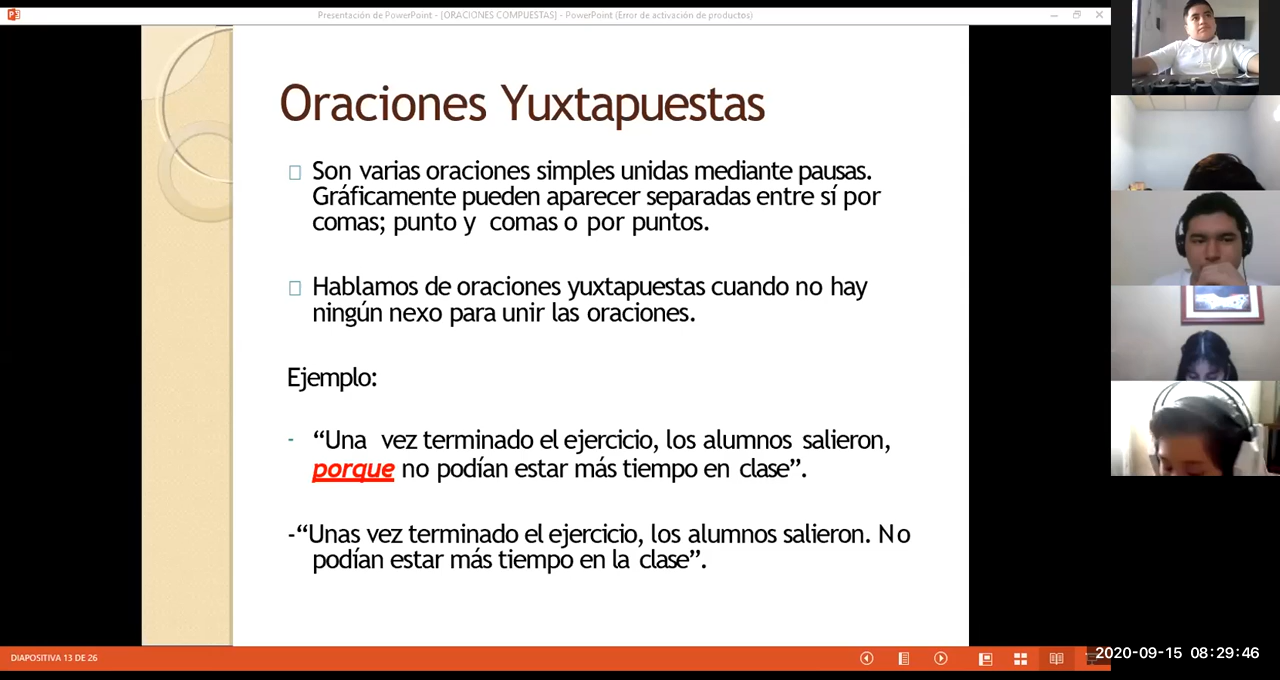 Presentación de PowerPoint - [ORACIONES COMPUESTAS] - PowerPoint (Error de activación de productos)
Oraciones Yuxtapuestas
Son varias oraciones simples unidas mediante pausas.
Gráficamente pueden aparecer separadas entre sí por
comas; punto y comas o por puntos.
Hablamos de oraciones yuxtapuestas cuando no hay
ningún nexo para unir las oraciones.
Ejemplo:
- “Una vez terminado el ejercicio, los alumnos salieron,
porque no podían estar más tiempo en clase”.
-“Unas vez terminado el ejercicio, los alumnos salieron. No
podían estar más tiempo en la clase”.
DIAPOSITIVA 13 DE 26
2020-09-15 08:29:46